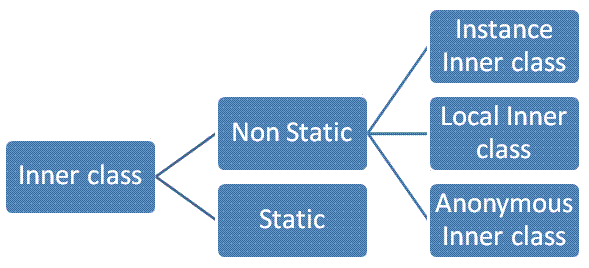 Inner class
Non Static
Static
Instance
Inner class
Local Inner
class
Anonymous
Inner class